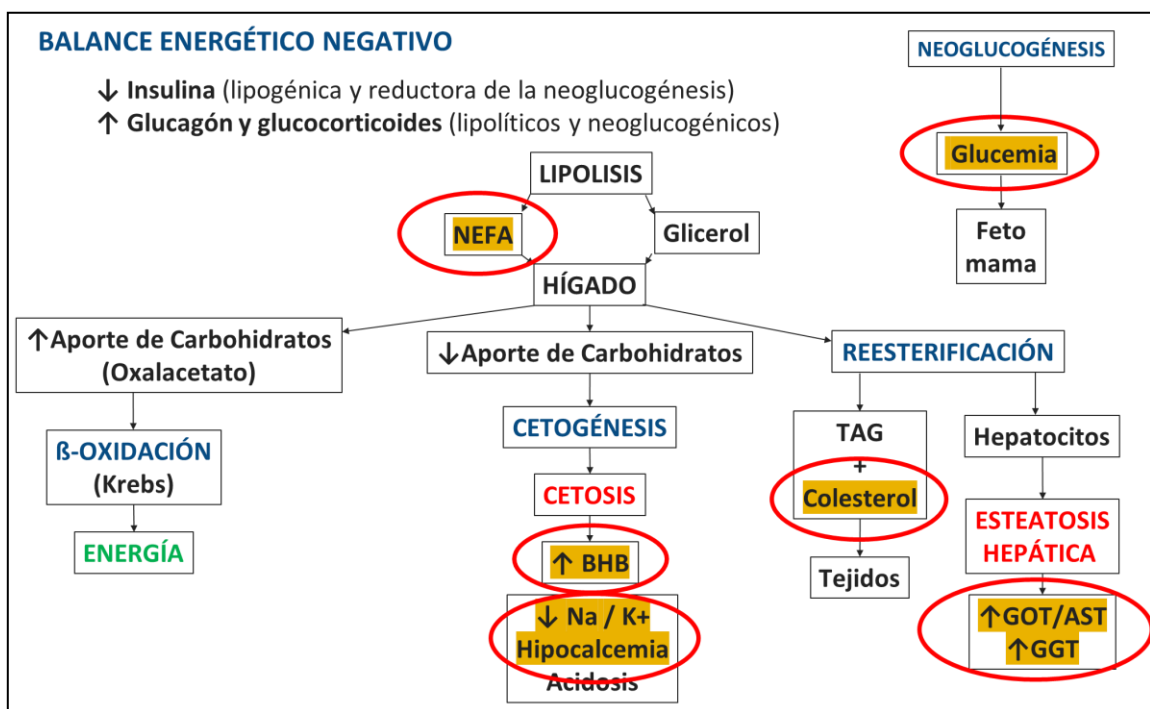 BALANCE ENERGÉTICO NEGATIVO
↓ Insulina (lipogénica y reductora de la neoglucogénesis)
↑ Glucagón y glucocorticoides (lipolíticos y neoglucogénicos)
NEOGLUCOGÉNESIS
Glucemia
Feto
mama
LIPOLISIS
NEFA
Glicerol
HÍGADO
↑Aporte de Carbohidratos
(Oxalacetato)
ß-OXIDACIÓN
(Krebs)
ENERGÍA
↓Aporte de Carbohidratos
CETOGÉNESIS
CETOSIS
↑ BHB
↓ Na / K+
Hipocalcemia
Acidosis
REESTERIFICACIÓN
TAG
+
Colesterol
Tejidos
Hepatocitos
ESTEATOSIS
HEPÁTICA
↑GOT/AST
↑GGT